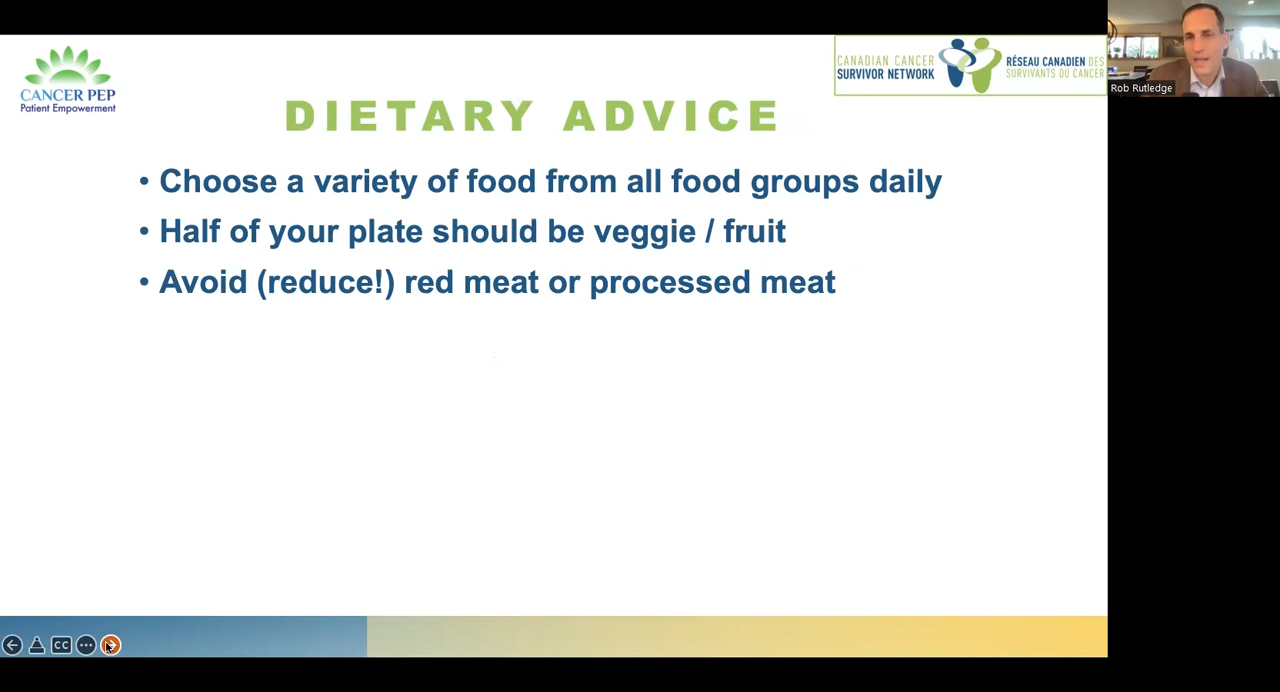 CANCER PEP
Patient Empowerment
CANADIAN CANCER
SURVIVOR NETWORK
RÉSEAU CANADIEN DES
SURVIVANTS DU CANCER
Rob Rutledge
DIETARY ADVICE
• Choose a variety of food from all food groups daily
• Half of your plate should be veggie / fruit
• Avoid (reduce!) red meat or processed meat
CC